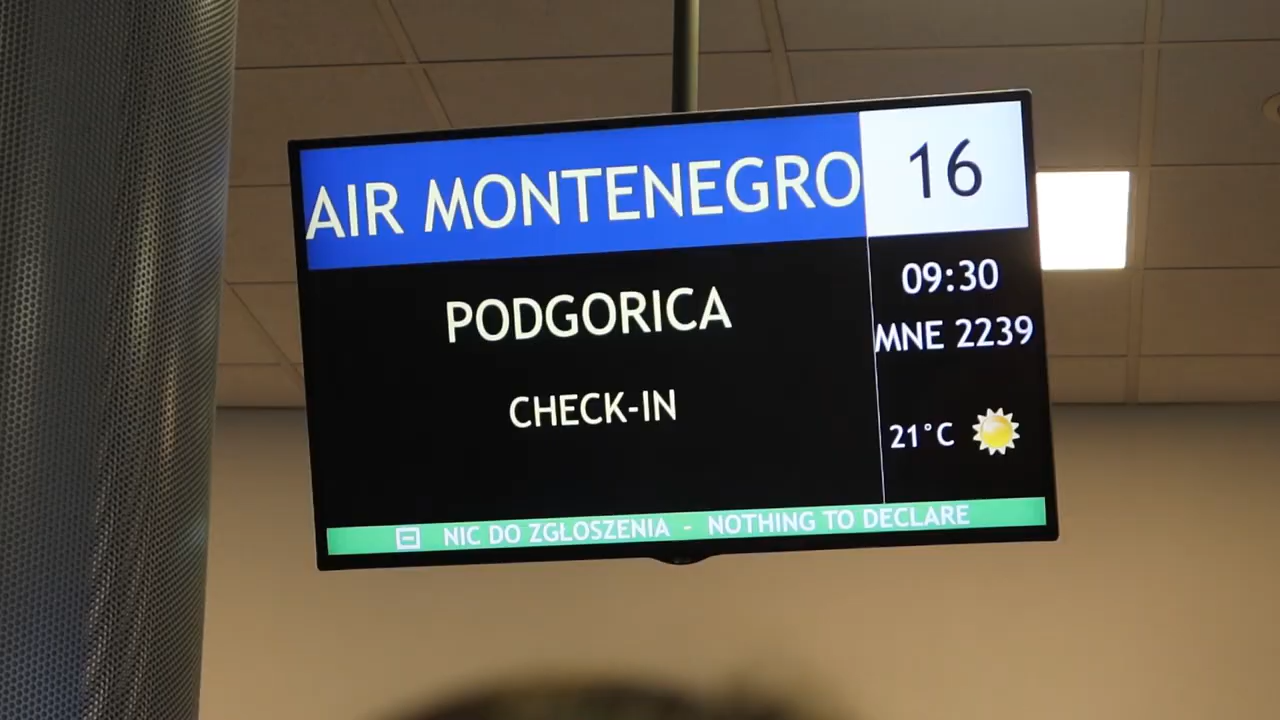 AIR MONTENEGRO
16
PODGORICA
CHECK-IN
09:30
MNE 2239
21°C
NIC DO ZGŁOSZENIA - NOTHING TO DECLARE